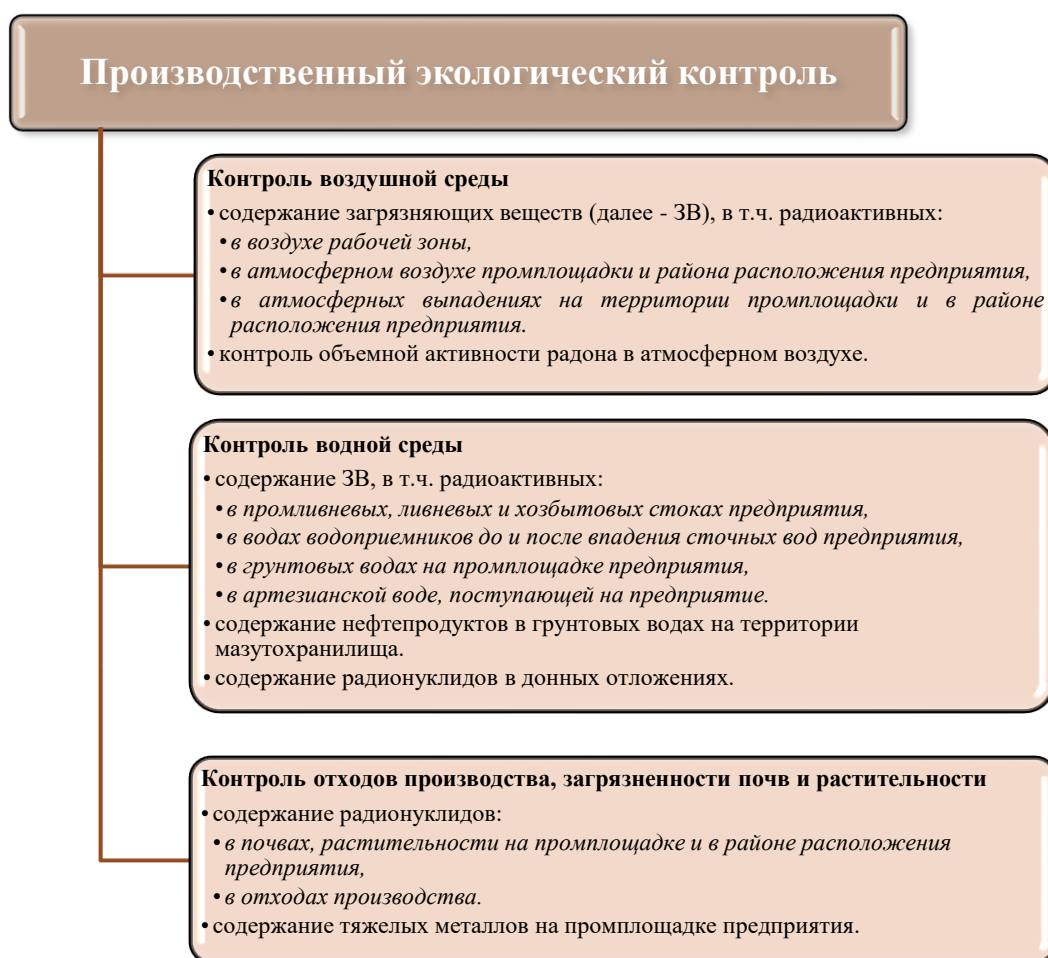 Производственный экологический контроль
Контроль воздушной среды
• содержание загрязняющих веществ (далее - ЗВ), в т.ч. радиоактивных:
• в воздухе рабочей зоны,
• в атмосферном воздухе промплощадки и района расположения предприятия,
• в атмосферных выпадениях на территории промплощадки и в районе
расположения предприятия.
• контроль объемной активности радона в атмосферном воздухе.
Контроль водной среды
• содержание ЗВ, в т.ч. радиоактивных:
• в промливневых, ливневых и хозбытовых стоках предприятия,
• в водах водоприемников до и после впадения сточных вод предприятия,
• в грунтовых водах на промплощадке предприятия,
• в артезианской воде, поступающей на предприятие.
• содержание нефтепродуктов в грунтовых водах на территории
мазутохранилища.
• содержание радионуклидов в донных отложениях.
Контроль отходов производства, загрязненности почв и растительности
• содержание радионуклидов:
• в почвах, растительности на промплощадке и в районе расположения
предприятия,
• в отходах производства.
• содержание тяжелых металлов на промплощадке предприятия.